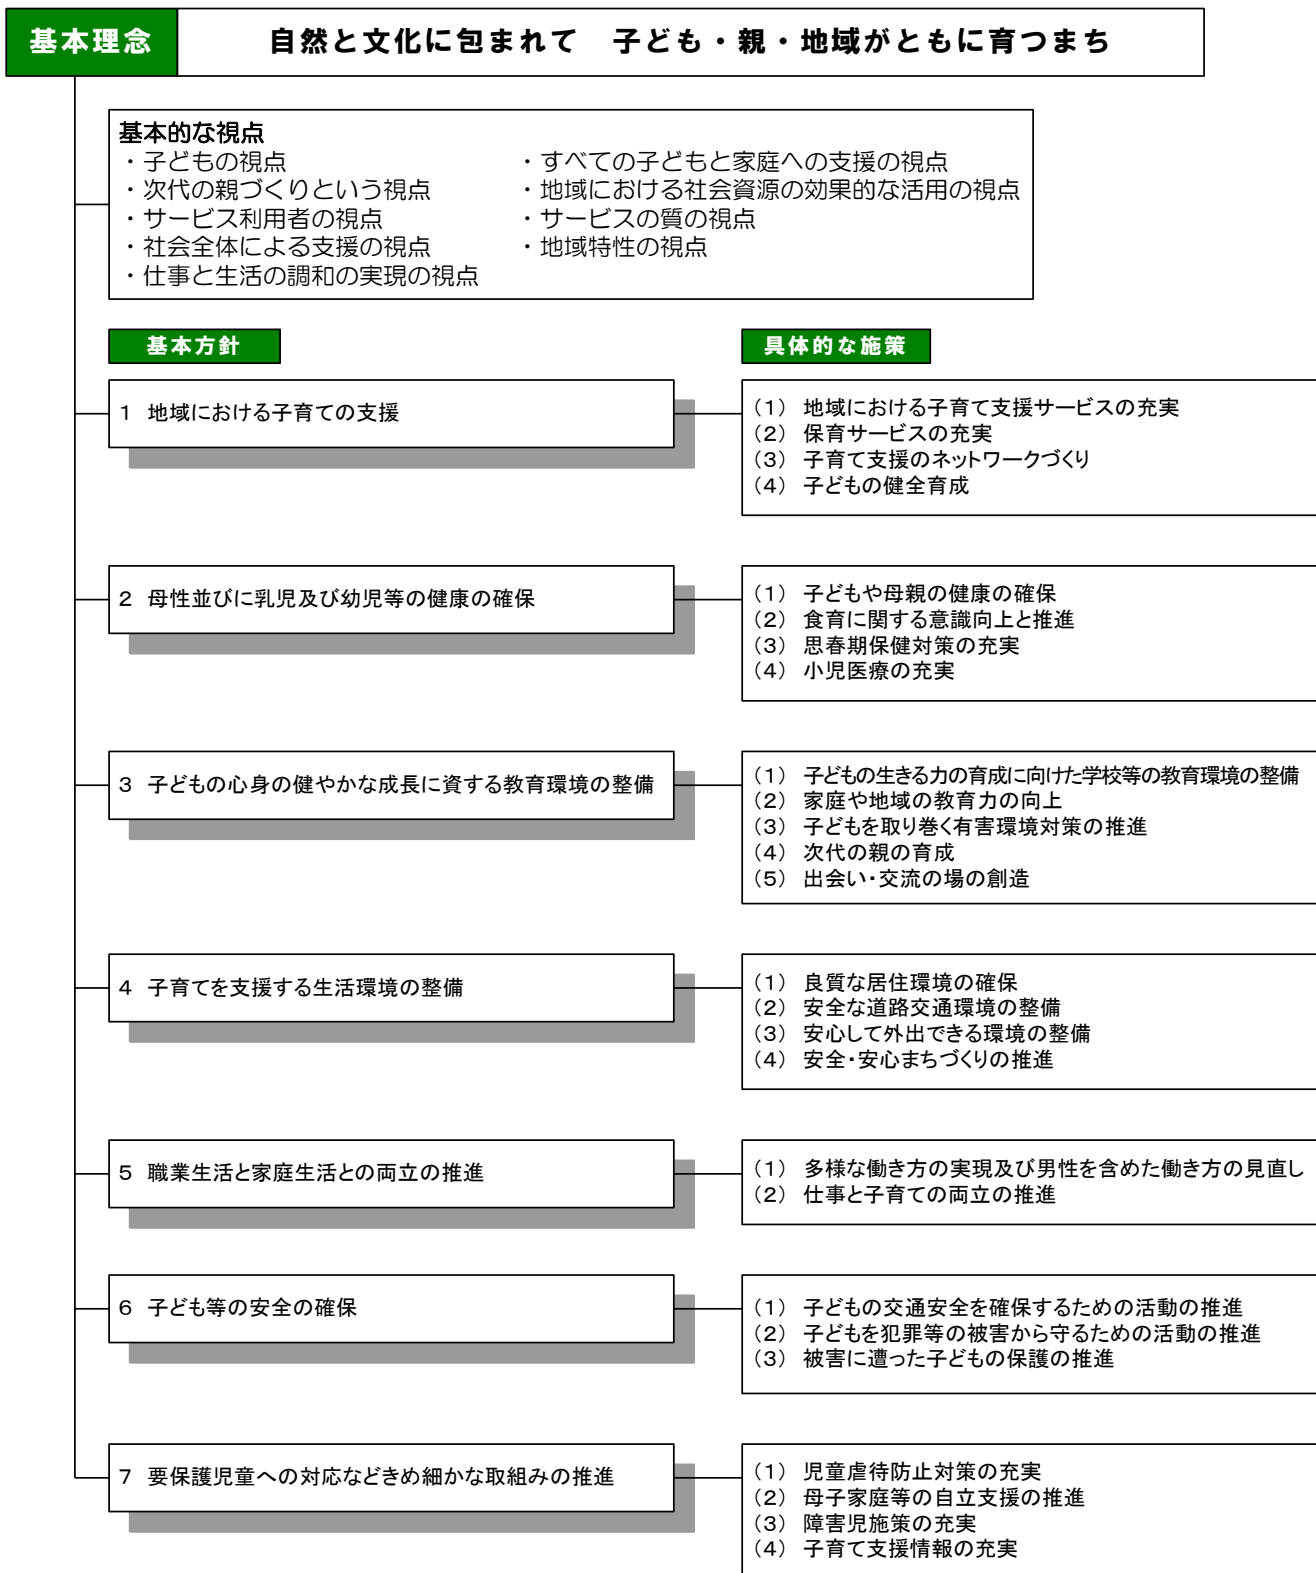 基本理念
自然と文化に包まれて　子ども・親・地域がともに育つまち
基本的な視点
・子どもの視点
・すべての子どもと家庭への支援の視点
・次代の親づくりという視点
・地域における社会資源の効果的な活用の視点
・サービス利用者の視点
・サービスの質の視点
・社会全体による支援の視点
・地域特性の視点
・仕事と生活の調和の実現の視点
基本方針
具体的な施策
1　地域における子育ての支援
（1）　地域における子育て支援サービスの充実
（2）　保育サービスの充実
（3）　子育て支援のネットワークづくり
（4）　子どもの健全育成
2　母性並びに乳児及び幼児等の健康の確保
（1）　子どもや母親の健康の確保
（2）　食育に関する意識向上と推進
（3）　思春期保健対策の充実
（4）　小児医療の充実
3　子どもの心身の健やかな成長に資する教育環境の整備
（1）　子どもの生きる力の育成に向けた学校等の教育環境の整備
（2）　家庭や地域の教育力の向上
（3）　子どもを取り巻く有害環境対策の推進
（4）　次代の親の育成
（5）　出会い・交流の場の創造
4　子育てを支援する生活環境の整備
（1）　良質な居住環境の確保
（2）　安全な道路交通環境の整備
（3）　安心して外出できる環境の整備
（4）　安全・安心まちづくりの推進
5　職業生活と家庭生活との両立の推進
（1）　多様な働き方の実現及び男性を含めた働き方の見直し
（2）　仕事と子育ての両立の推進
6　子ども等の安全の確保
（1）　子どもの交通安全を確保するための活動の推進
（2）　子どもを犯罪等の被害から守るための活動の推進
（3）　被害に遭った子どもの保護の推進
7　要保護児童への対応などきめ細かな取組みの推進
（1）　児童虐待防止対策の充実
（2）　母子家庭等の自立支援の推進
（3）　障害児施策の充実
（4）　子育て支援情報の充実